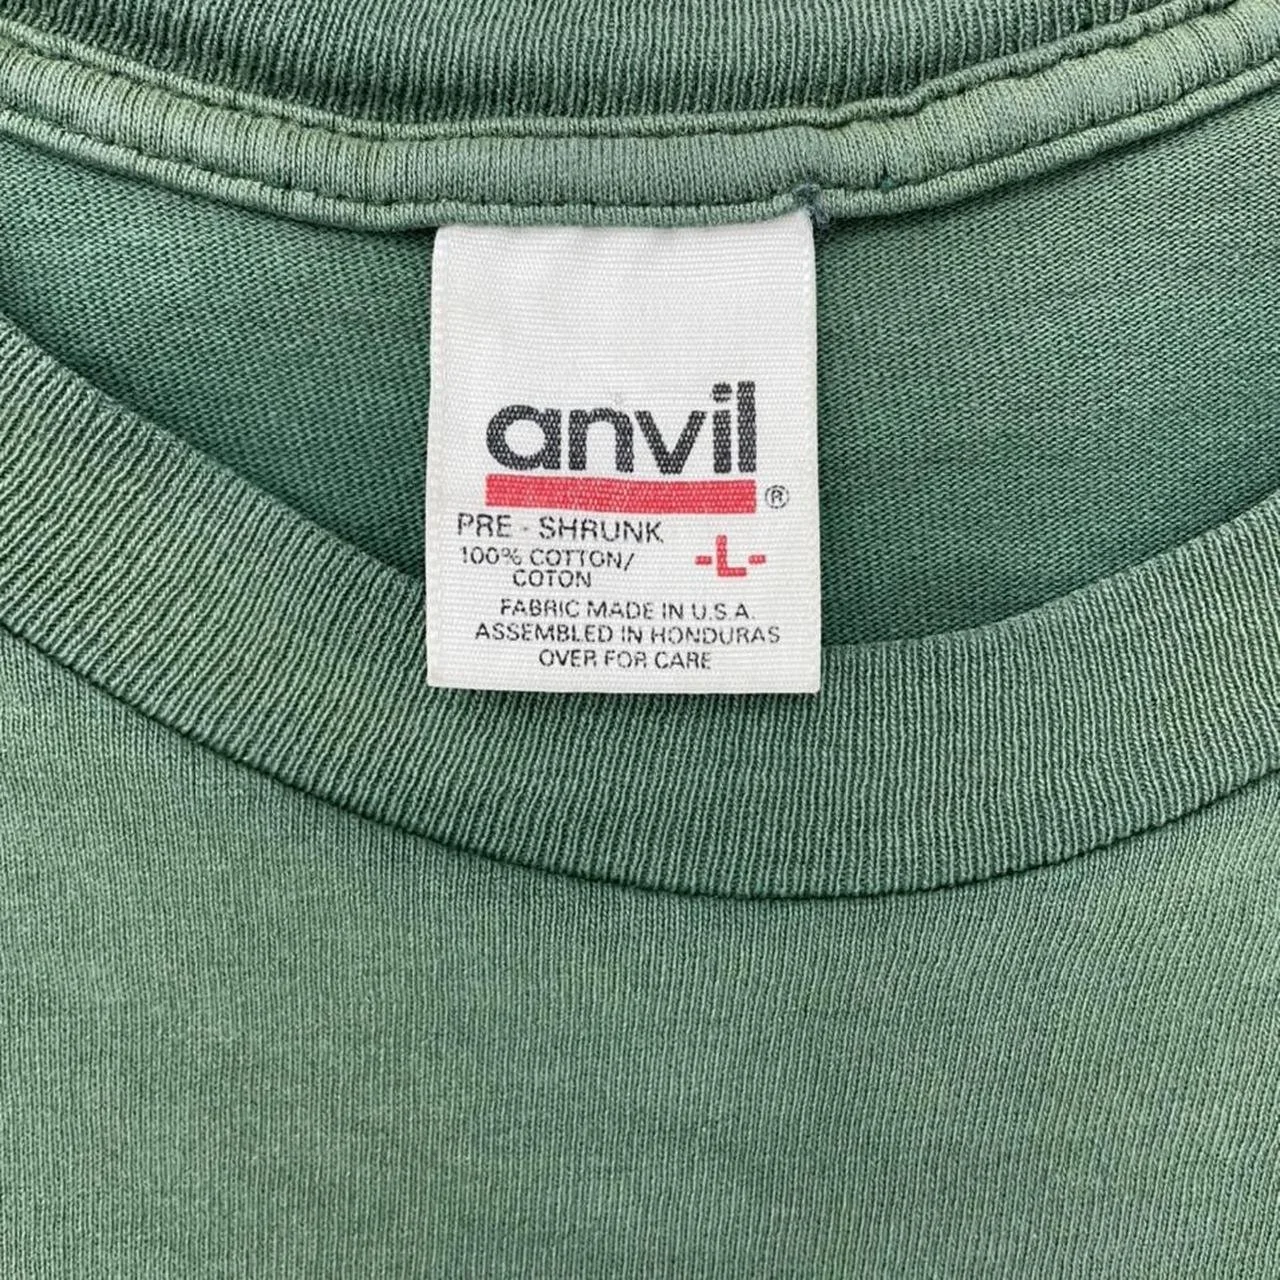 anvil
®
PRE - SHRUNK
100% COTTON/
COTON
-L-
FABRIC MADE IN U.S.A.
ASSEMBLED IN HONDURAS
OVER FOR CARE